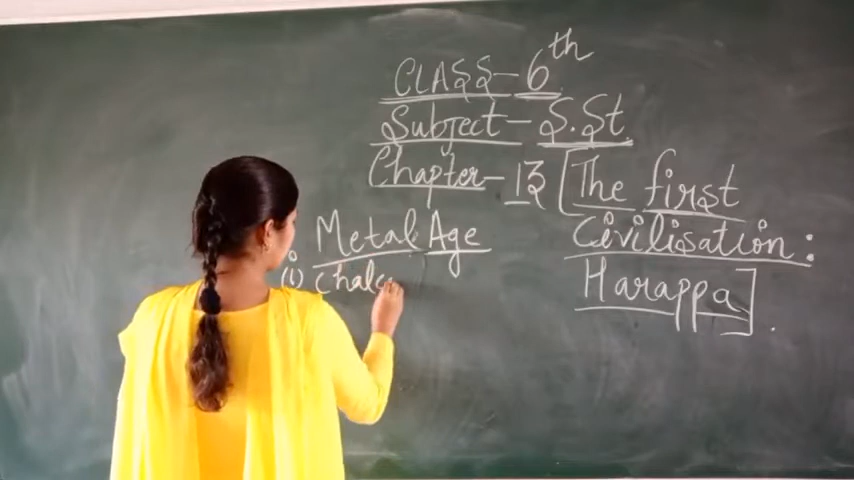 CLASS-6th
Subject-S.St.
Chapter-13 [The first
Civilisation:
Harappa].
Metal Age
(i) Chalc